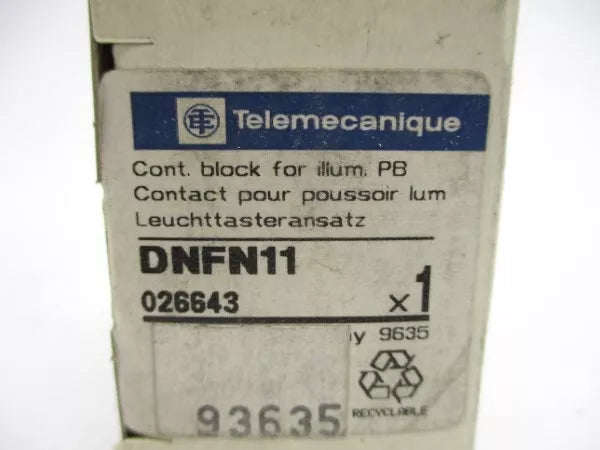 Telemecanique
Cont. block for illum. PB
Contact pour poussoir lum
Leuchttasteransatz
DNFN11
026643
x1
9635
93635
RECYCLABLE